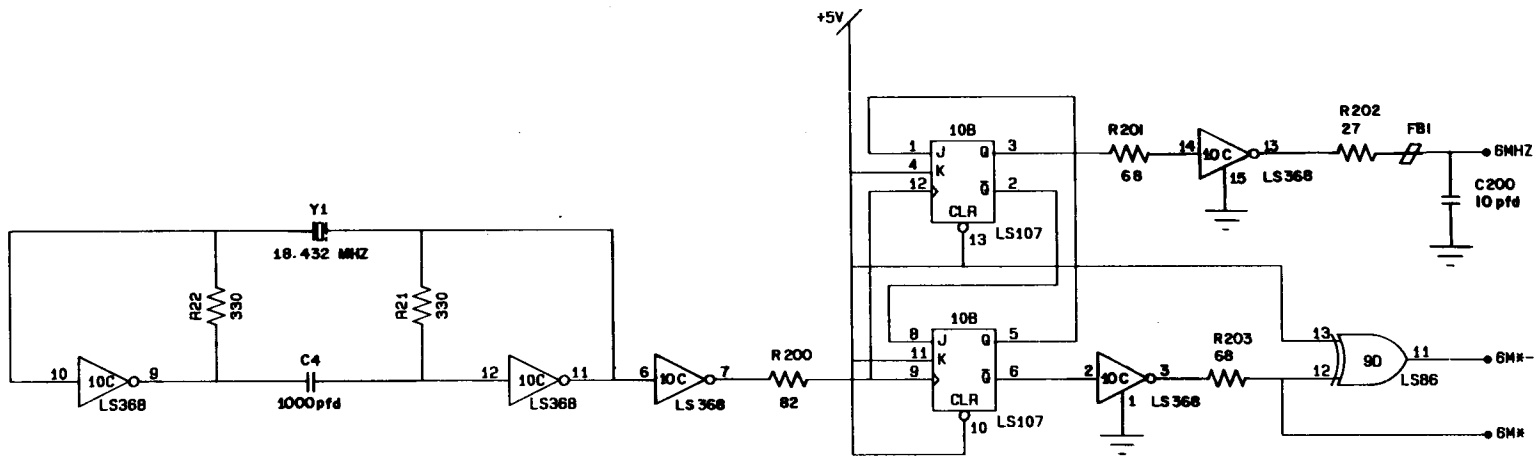 +5V
Y1
18.432 MHZ
R22
330
R21
330
C4
1000pfd
10
10C
9
LS368
12
10C
11
LS368
6
10C
7
LS368
R200
82
10B
1
J
Q
3
4
K
12
Q
2
CLR
13
LS107
R201
68
14
10C
13
15
LS368
R202
27
FB1
6MHZ
C200
10 pfd
10B
8
J
Q
5
11
K
9
Q
6
CLR
10
LS107
2
10C
3
1
LS368
R203
68
13
12
9D
11
LS86
6M*-
6M*